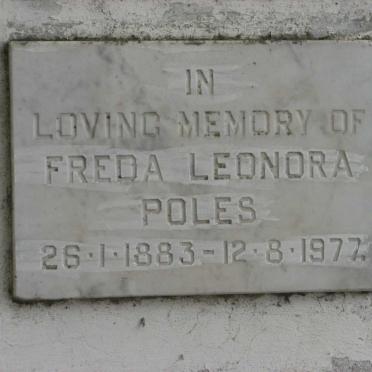 IN
LOVING MEMORY OF
FREDA LEONORA
POLES
26·1·1883-12·8·1977.